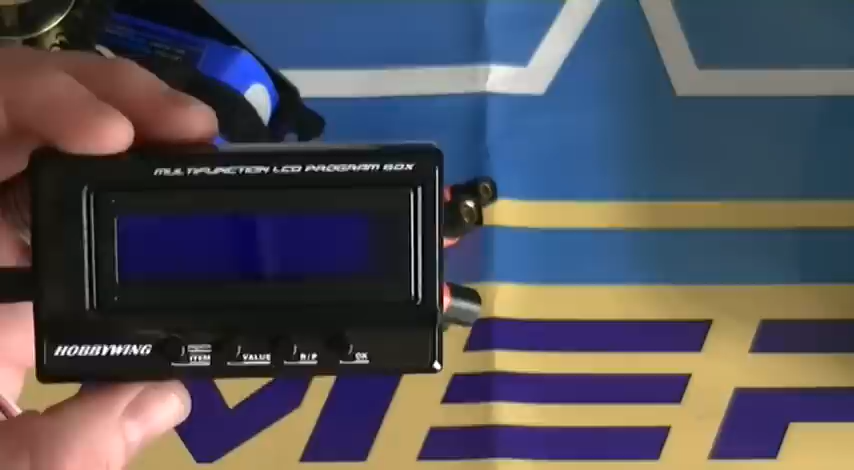 MULTIFUNCTION LCD PROGRAM BOX
HOBBYWING ITEM VALUE R/P OK